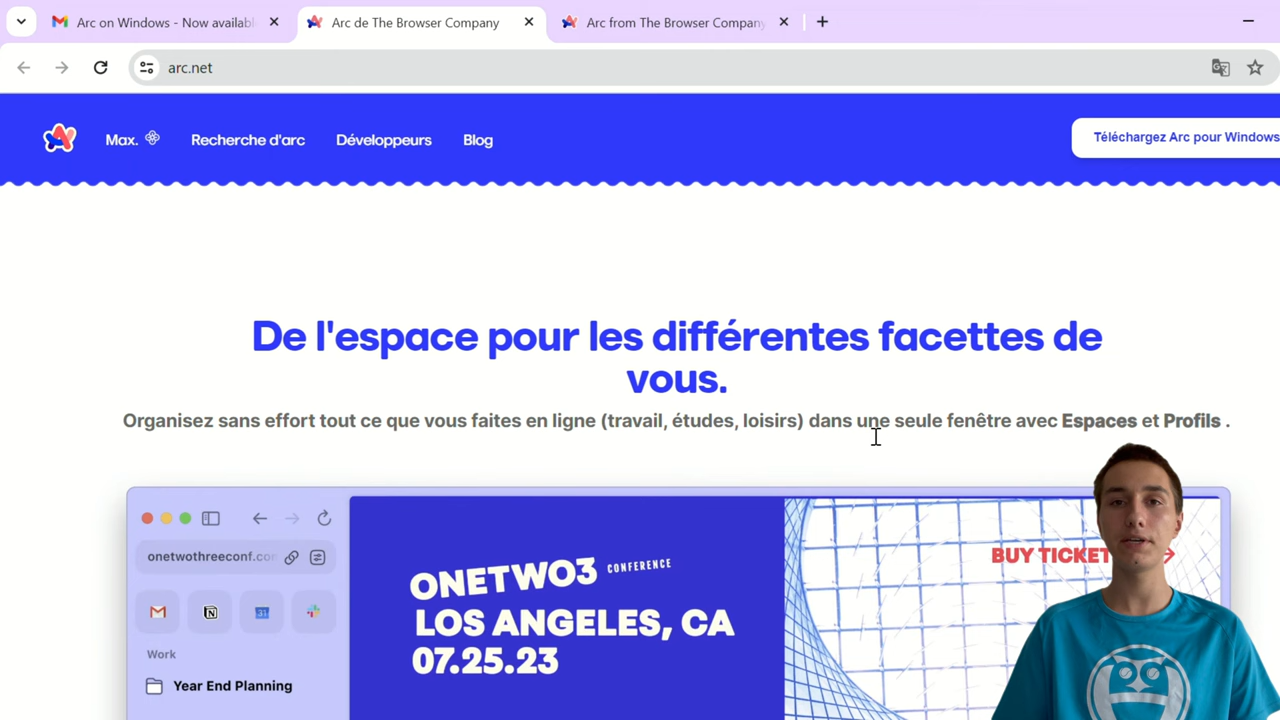 Arc on Windows - Now availabl
Arc de The Browser Company
Arc from The Browser Company
arc.net
Max.
Recherche d'arc
Développeurs
Blog
Téléchargez Arc pour Windows
De l'espace pour les différentes facettes de
vous.
Organisez sans effort tout ce que vous faites en ligne (travail, études, loisirs) dans une seule fenêtre avec Espaces et Profils .
onetwothreeconf.com
31
ONETWO3 CONFERENCE
BUY TICKET
LOS ANGELES, CA
07.25.23
Work
Year End Planning